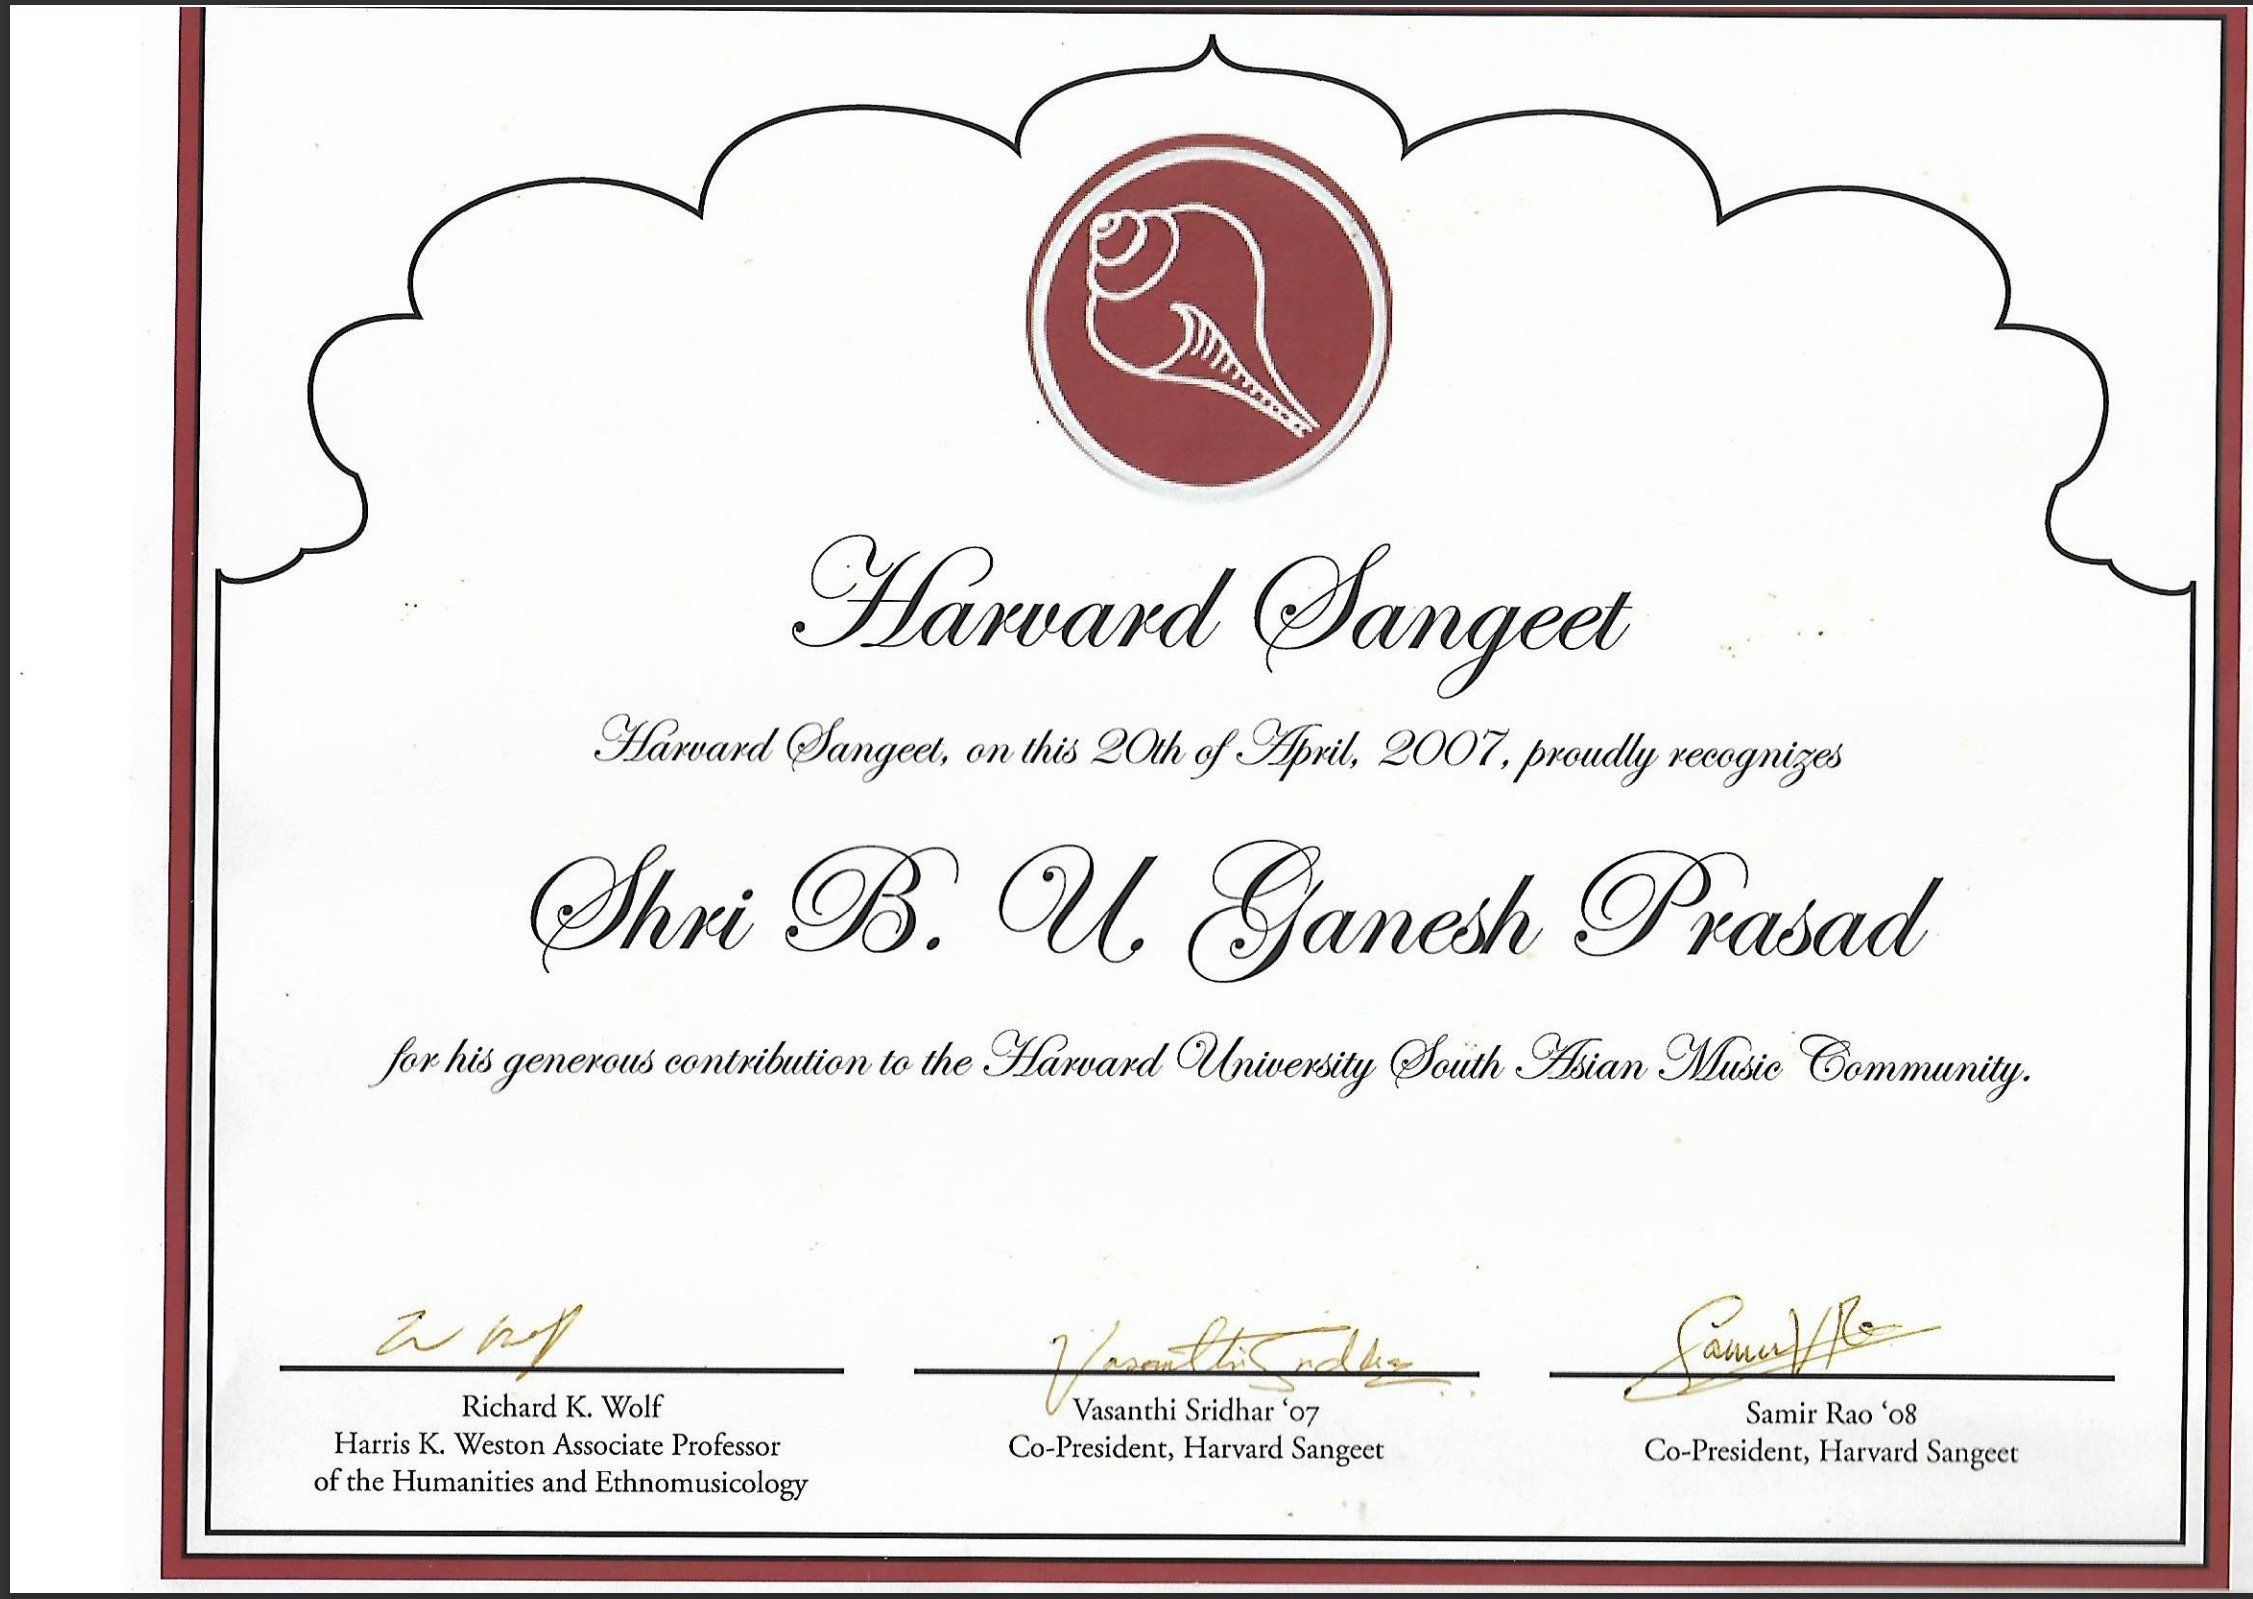 Harvard Sangeet
Harvard Sangeet, on this 20th of April, 2007, proudly recognizes
Shri B. U. Ganesh Prasad
for his generous contribution to the Harvard University South Asian Music Community.
Vasanthi Sridhar
Samir Rao
Richard K. Wolf
Harris K. Weston Associate Professor
of the Humanities and Ethnomusicology
Vasanthi Sridhar ‘07
Co-President, Harvard Sangeet
Samir Rao ‘08
Co-President, Harvard Sangeet